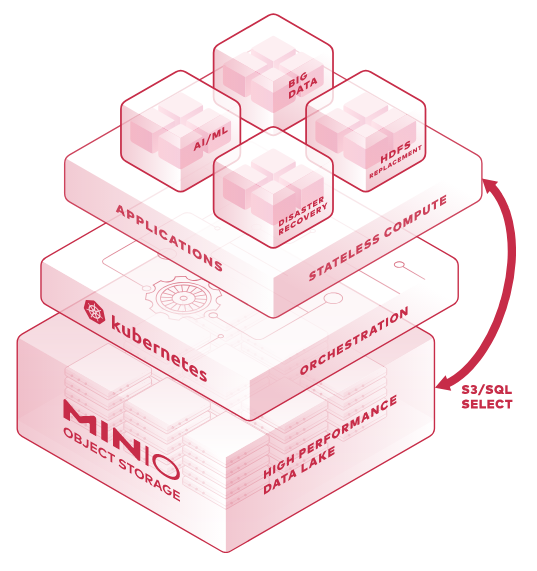 BIG
DATA
AI/ML
HDFS
REPLACEMENT
DISASTER
RECOVERY
APPLICATIONS
STATELESS COMPUTE
kubernetes
ORCHESTRATION
S3/SQL
SELECT
MINIO
OBJECT STORAGE
HIGH PERFORMANCE
DATA LAKE